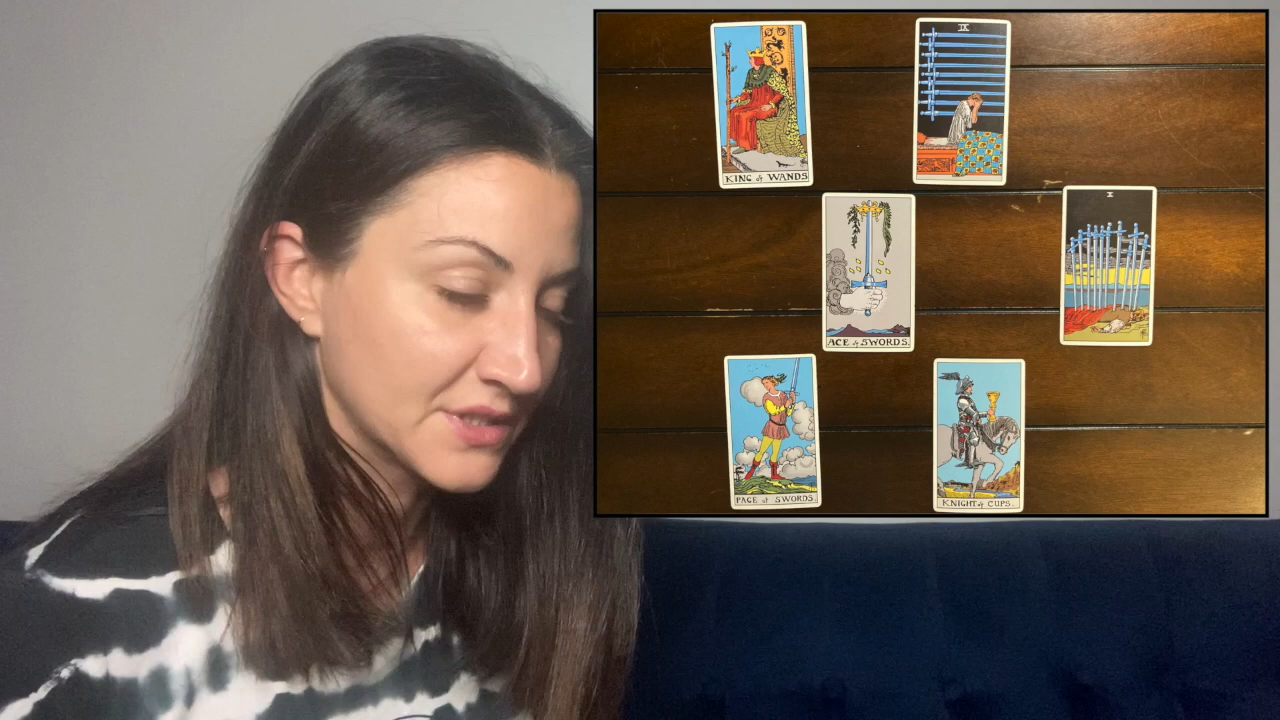 KING of WANDS
IX
ACE of SWORDS.
X
PAGE of SWORDS.
KNIGHT of CUPS.